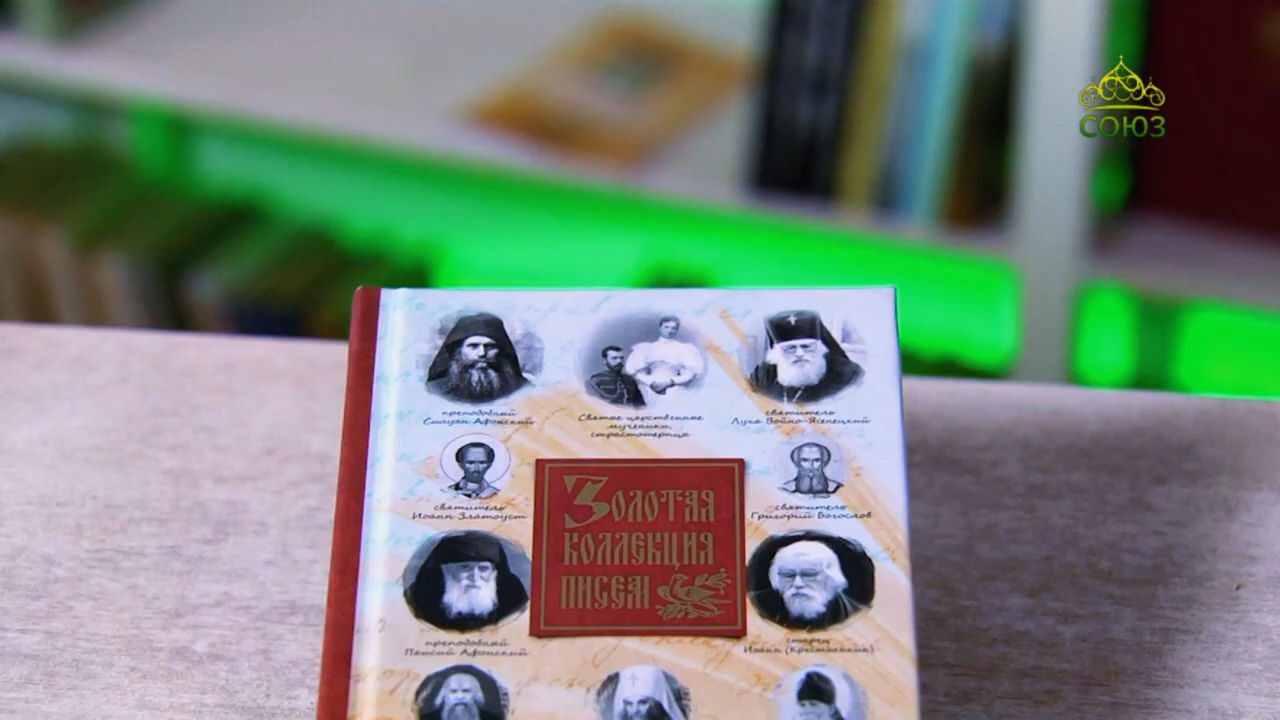 СОЮЗ
преподобный
Силуан Афонский
Святые царственные
мученики,
страстотерпцы
святитель
Лука Войно-Ясенецкий
святитель
Иоанн Златоуст
святитель
Григорий Богослов
Золотая
коллекция
писем
преподобный
Паисий Афонский
старец
Иоанн (Крестьянкин)